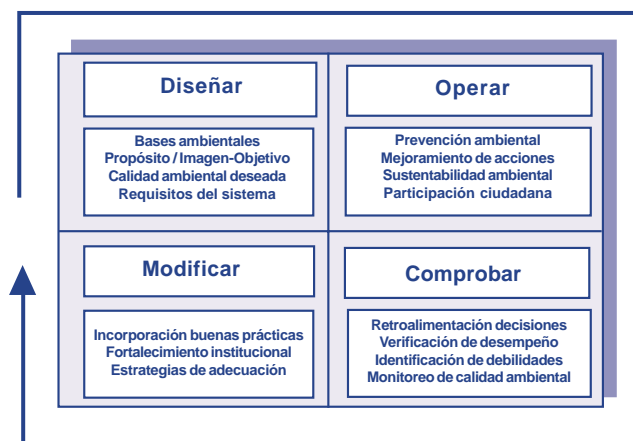 Diseñar
Bases ambientales
Propósito / Imagen-Objetivo
Calidad ambiental deseada
Requisitos del sistema
Operar
Prevención ambiental
Mejoramiento de acciones
Sustentabilidad ambiental
Participación ciudadana
Modificar
Incorporación buenas prácticas
Fortalecimiento institucional
Estrategias de adecuación
Comprobar
Retroalimentación decisiones
Verificación de desempeño
Identificación de debilidades
Monitoreo de calidad ambiental